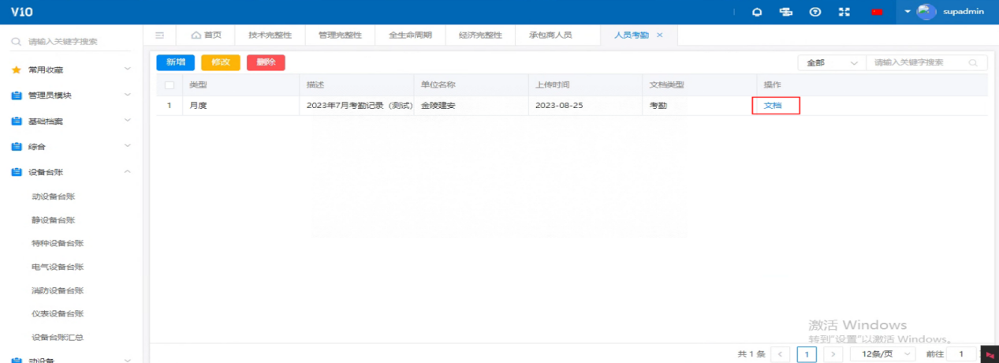 V10
supadmin
请输入关键字搜索
首页
技术完整性
管理完整性
全生命周期
经济完整性
承包商人员
人员考勤 ×
常用收藏
管理员模块
基础档案
综合
设备台账
动设备台账
静设备台账
特种设备台账
电气设备台账
消防设备台账
仪表设备台账
设备台账汇总
动设备
新增 修改 删除
全部 请输入关键字搜索
类型 描述 单位名称 上传时间 文档类型 操作
1 月度 2023年7月考勤记录（测试） 金陵建安 2023-08-25 考勤 文档
激活 Windows
转到"设置"以激活 Windows。
共 1 条 < 1 > 12条/页 前往 1